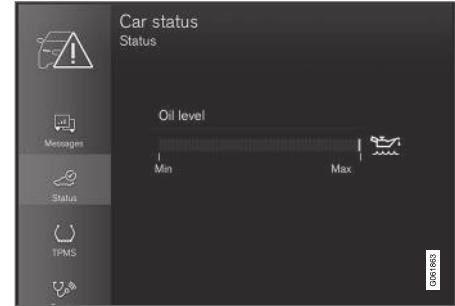 Car status
Status
Messages
Status
TPMS
Oil level
Min
Max
G061863